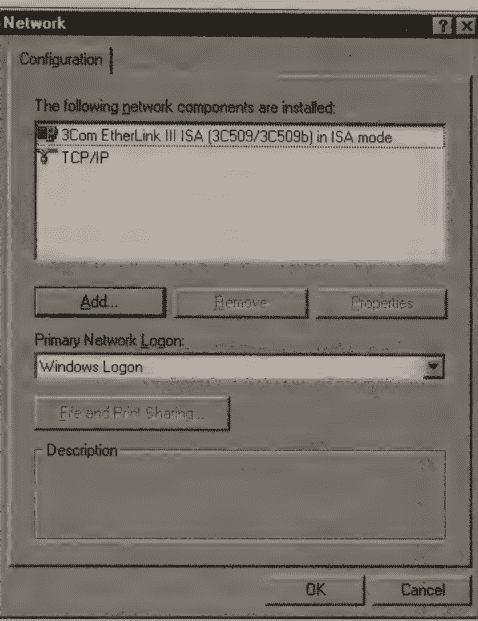 Network
Configuration
The following network components are installed:
3Com EtherLink III ISA (3C509/3C509b) in ISA mode
TCP/IP
Add...
Remove
Properties
Primary Network Logon:
Windows Logon
File and Print Sharing...
Description
OK
Cancel